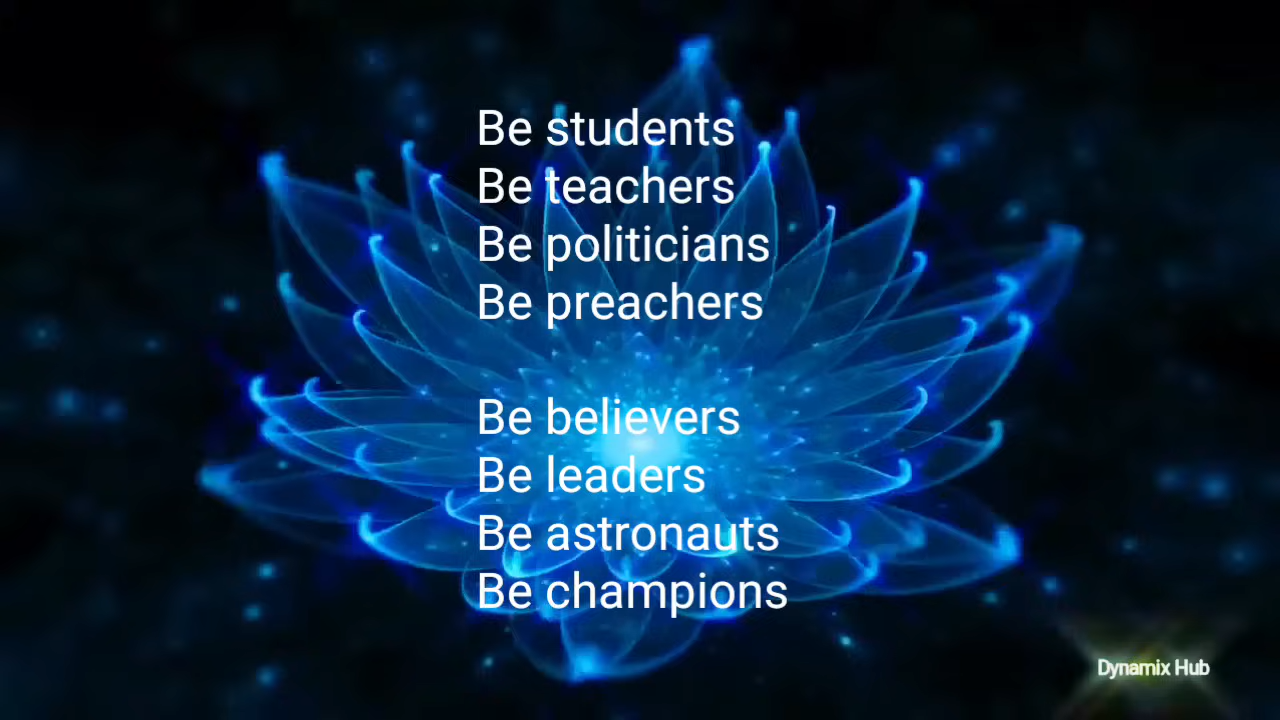 Be students
Be teachers
Be politicians
Be preachers
Be believers
Be leaders
Be astronauts
Be champions
Dynamix Hub